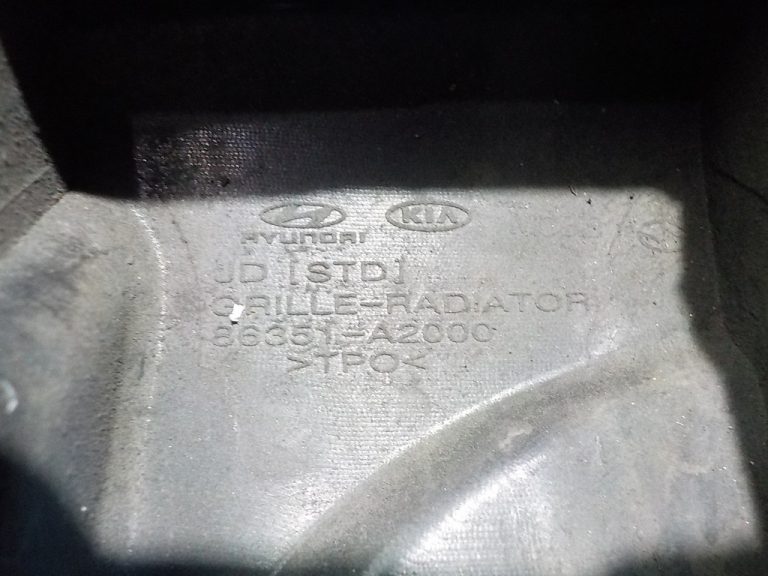 HYUNDAI KIA
JD [STD]
GRILLE-RADIATOR
86351-A2000
>TPO<